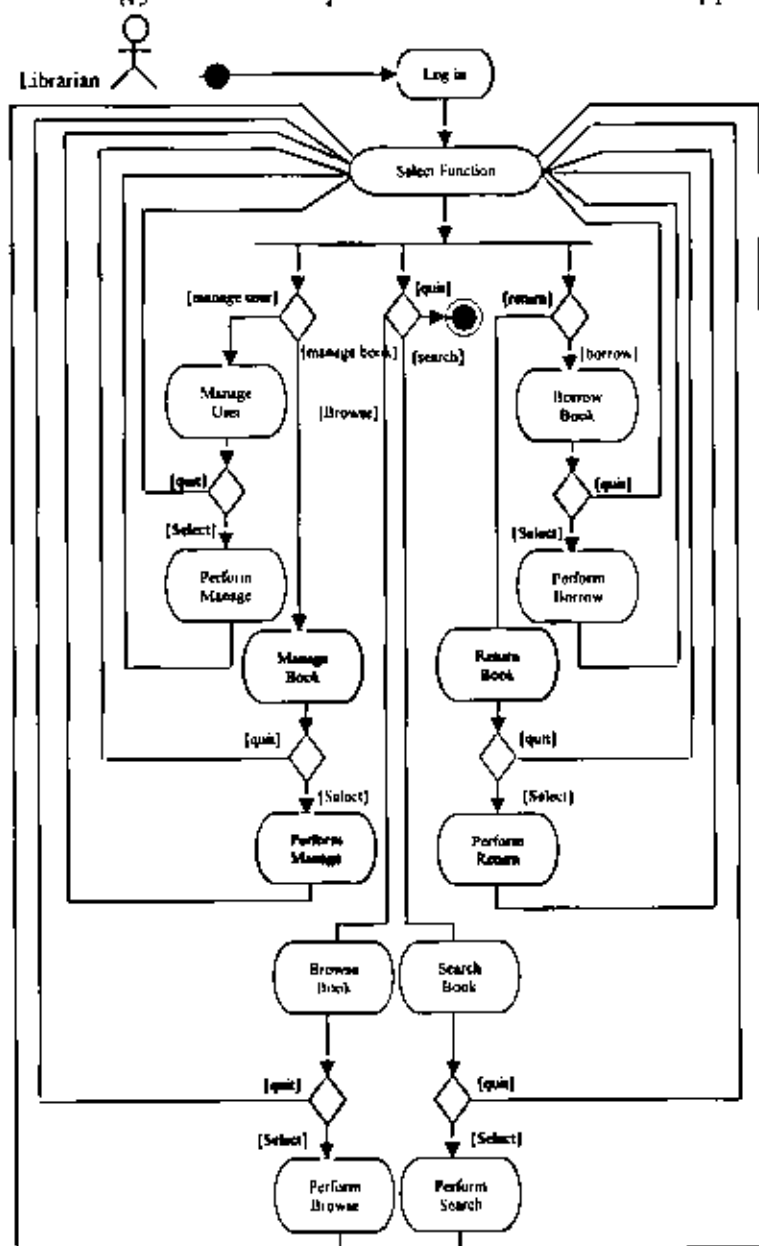 Librarian
Log in
Select Function
[manage user]
[quit]
[return]
[manage book]
[search]
[borrow]
Manage
User
[Browse]
Borrow
Book
[quit]
[quit]
[Select]
[Select]
Perform
Manage
Perform
Borrow
Manage
Book
Return
Book
[quit]
[quit]
[Select]
[Select]
Perform
Manage
Perform
Return
Browse
Book
Search
Book
[quit]
[quit]
[Select]
[Select]
Perform
Browse
Perform
Search